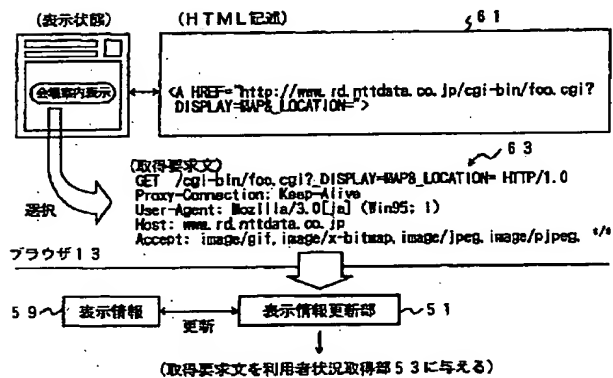 (表示状態)
(HTML記述)
61
会場案内表示
<A HREF="http://www.rd.nttdata.co.jp/cgi-bin/foo.cgi?
DISPLAY=MAP&_LOCATION=">
63
(取得要求文)
GET /cgi-bin/foo.cgi?_DISPLAY=MAP&_LOCATION= HTTP/1.0
Proxy-Connection: Keep-Alive
User-Agent: Mozilla/3.0[ja] (Win95; I)
Host: www.rd.nttdata.co.jp
Accept: image/gif, image/x-bitmap, image/jpeg, image/pjpeg, */*
選択
ブラウザ13
59 表示情報
更新
表示情報更新部 51
(取得要求文を利用者状況取得部53に与える)